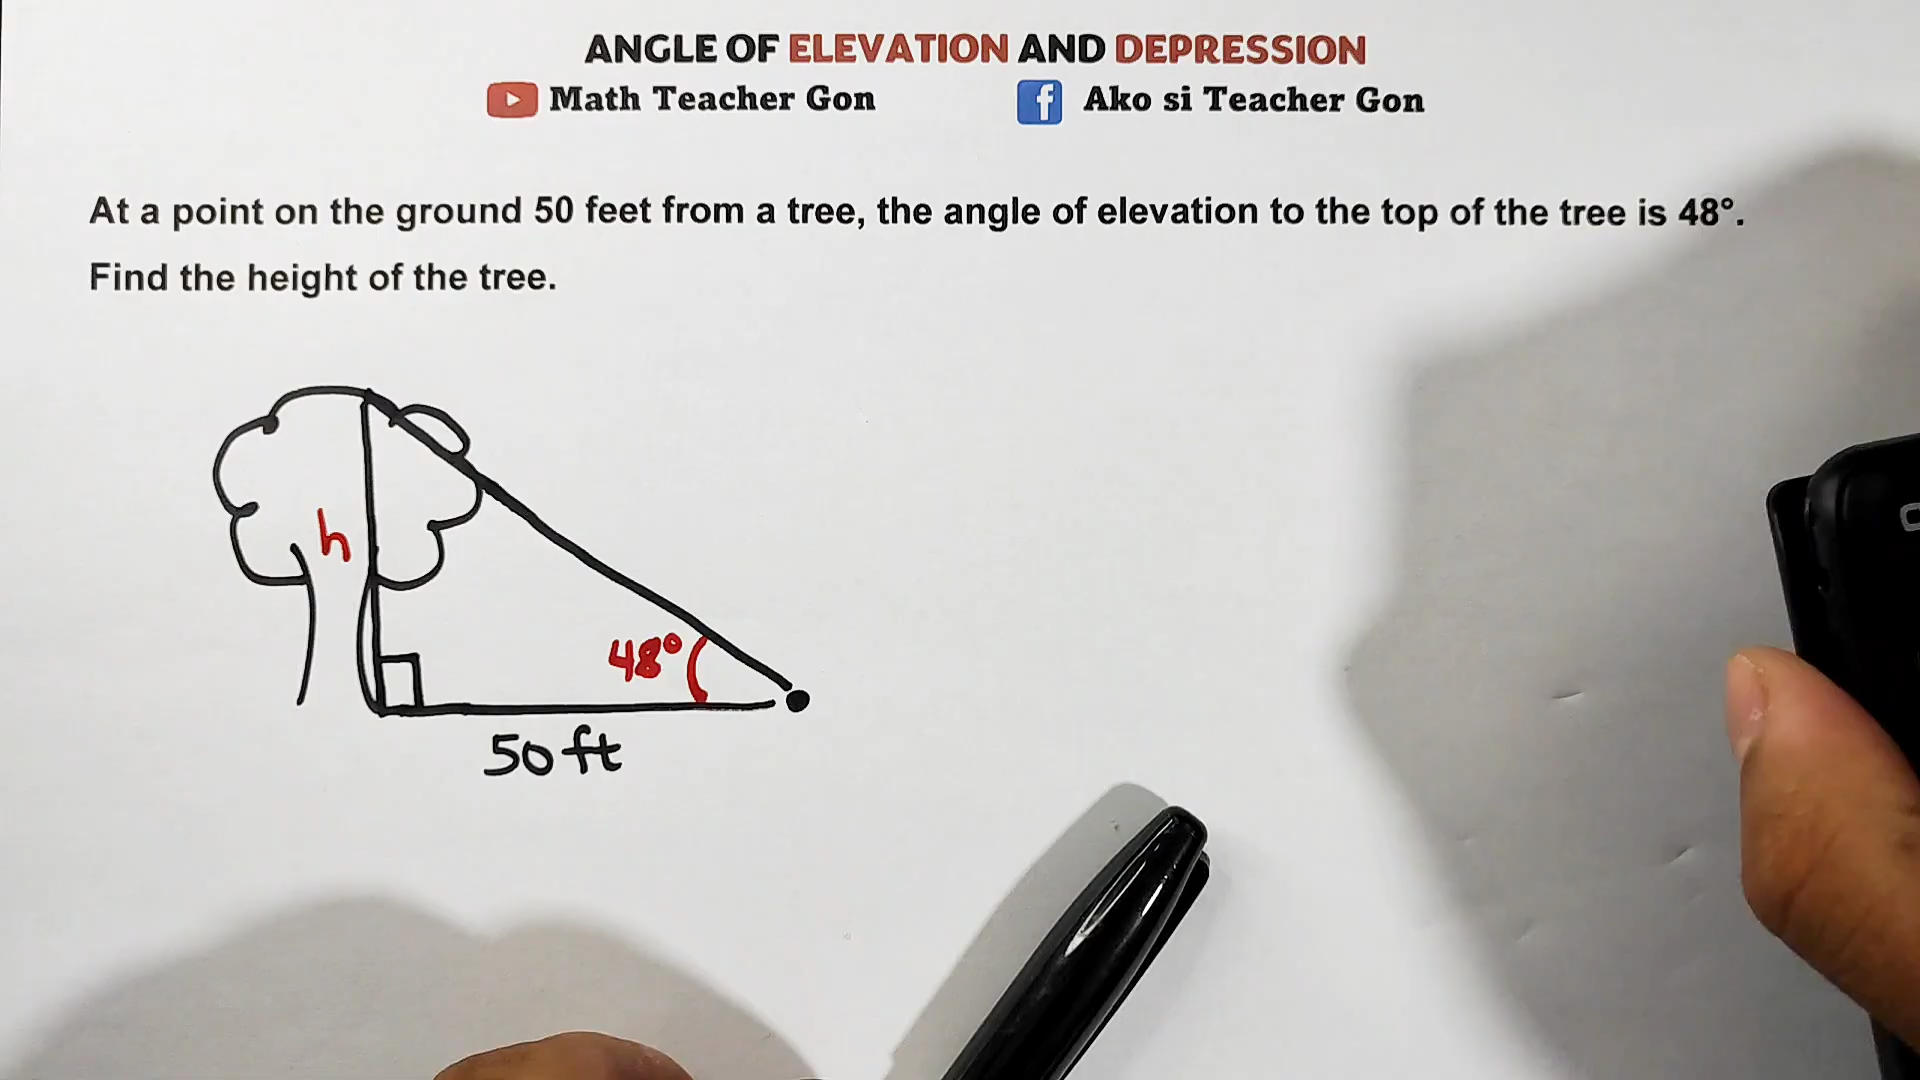 ANGLE OF ELEVATION AND DEPRESSION
Math Teacher Gon
f Ako si Teacher Gon
At a point on the ground 50 feet from a tree, the angle of elevation to the top of the tree is 48°.
Find the height of the tree.
h
48°
50 ft